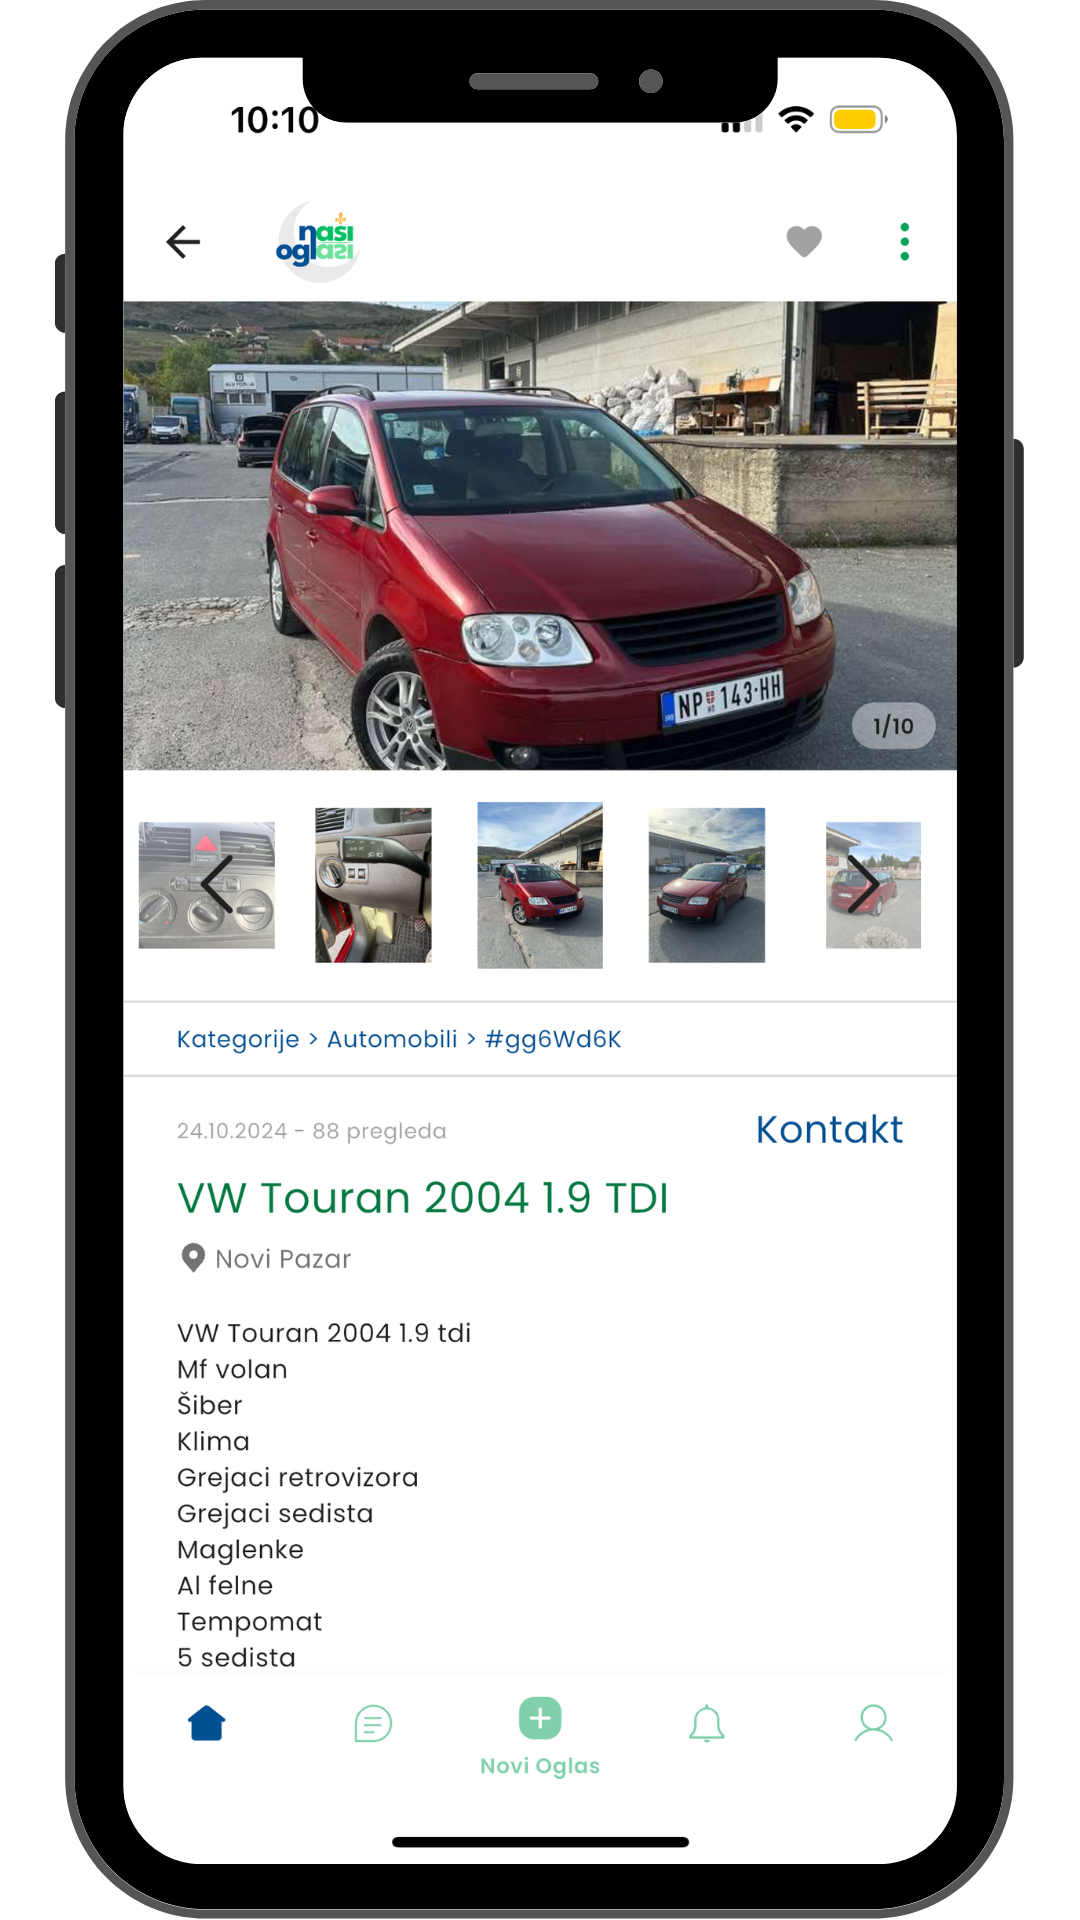 10:10
naši
oglasi
ALU FORMA
NP 143-HH
1/10
Kategorije > Automobili > #gg6Wd6K
24.10.2024 - 88 pregleda
Kontakt
VW Touran 2004 1.9 TDI
Novi Pazar
VW Touran 2004 1.9 tdi
Mf volan
Šiber
Klima
Grejaci retrovizora
Grejaci sedista
Maglenke
Al felne
Tempomat
5 sedista
Novi Oglas